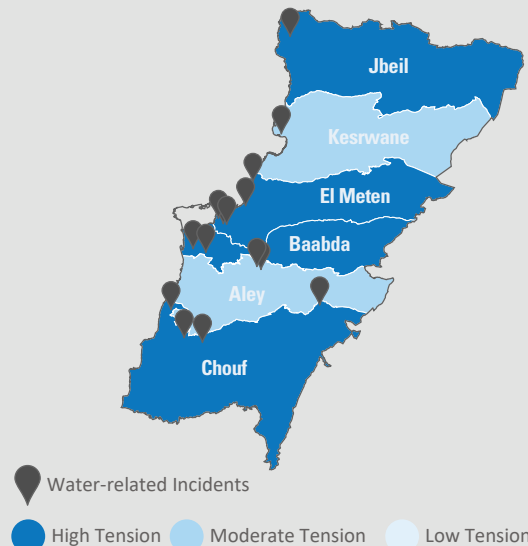 Jbeil
Kesrwane
El Meten
Baabda
Aley
Chouf
Water-related Incidents
High Tension Moderate Tension Low Tension